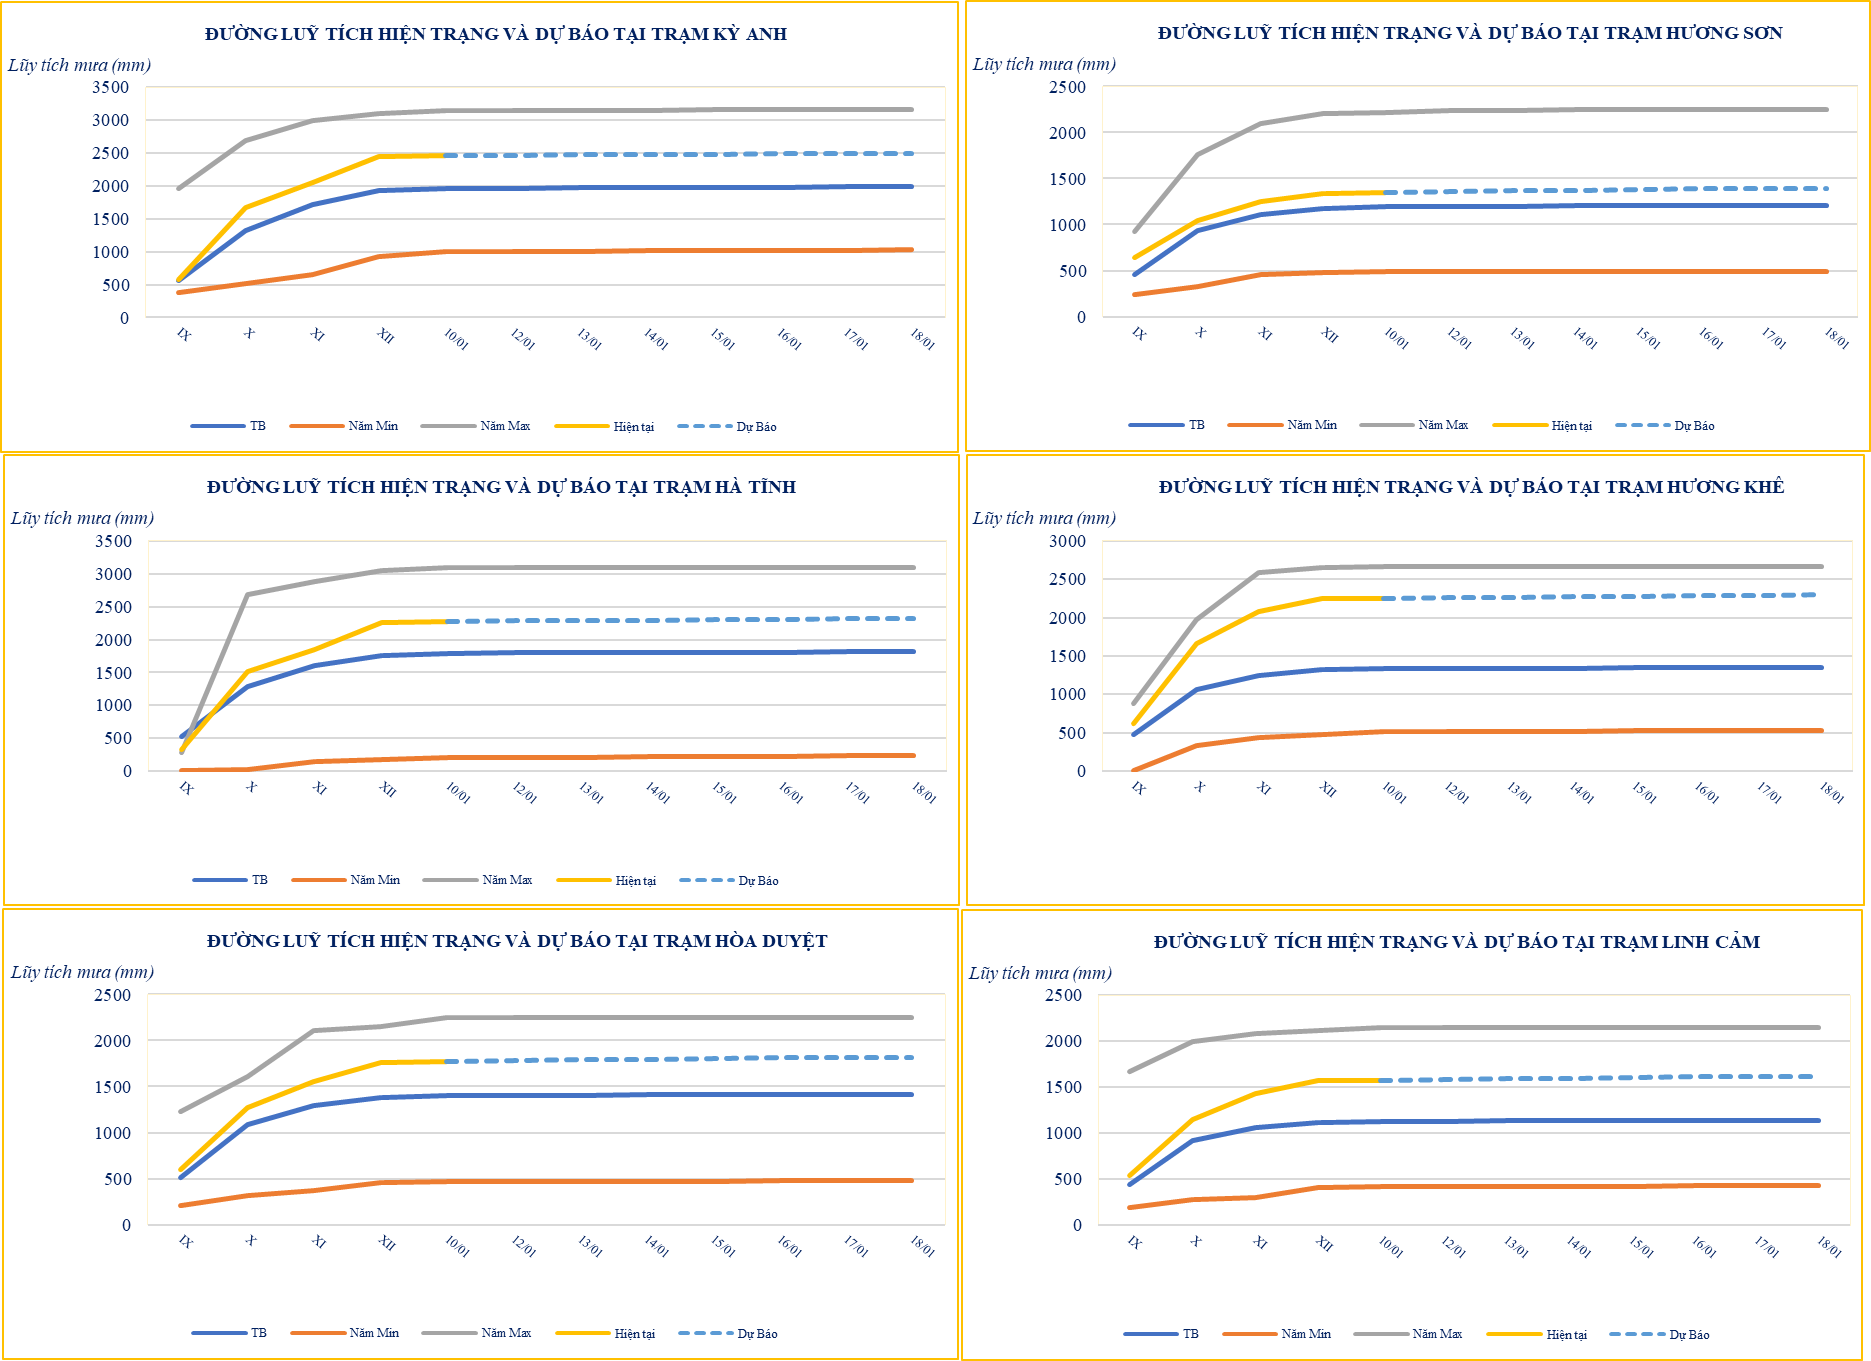 ĐƯỜNG LUỸ TÍCH HIỆN TRẠNG VÀ DỰ BÁO TẠI TRẠM KỲ ANH
Lũy tích mưa (mm)
3500
3000
2500
2000
1500
1000
500
0
IX X XI XII 10/01 12/01 13/01 14/01 15/01 16/01 17/01 18/01
TB Năm Min Năm Max Hiện tại Dự Báo
ĐƯỜNG LUỸ TÍCH HIỆN TRẠNG VÀ DỰ BÁO TẠI TRẠM HƯƠNG SƠN
Lũy tích mưa (mm)
2500
2000
1500
1000
500
0
IX X XI XII 10/01 12/01 13/01 14/01 15/01 16/01 17/01 18/01
TB Năm Min Năm Max Hiện tại Dự Báo
ĐƯỜNG LUỸ TÍCH HIỆN TRẠNG VÀ DỰ BÁO TẠI TRẠM HÀ TĨNH
Lũy tích mưa (mm)
3500
3000
2500
2000
1500
1000
500
0
IX X XI XII 10/01 12/01 13/01 14/01 15/01 16/01 17/01 18/01
TB Năm Min Năm Max Hiện tại Dự Báo
ĐƯỜNG LUỸ TÍCH HIỆN TRẠNG VÀ DỰ BÁO TẠI TRẠM HƯƠNG KHÊ
Lũy tích mưa (mm)
3000
2500
2000
1500
1000
500
0
IX X XI XII 10/01 12/01 13/01 14/01 15/01 16/01 17/01 18/01
ĐƯỜNG LUỸ TÍCH HIỆN TRẠNG VÀ DỰ BÁO TẠI TRẠM HÒA DUYỆT
Lũy tích mưa (mm)
2500
2000
1500
1000
500
0
IX X XI XII 10/01 12/01 13/01 14/01 15/01 16/01 17/01 18/01
TB Năm Min Năm Max Hiện tại Dự Báo
ĐƯỜNG LUỸ TÍCH HIỆN TRẠNG VÀ DỰ BÁO TẠI TRẠM LINH CẢM
Lũy tích mưa (mm)
2500
2000
1500
1000
500
0
IX X XI XII 10/01 12/01 13/01 14/01 15/01 16/01 17/01 18/01
TB Năm Min Năm Max Hiện tại Dự Báo